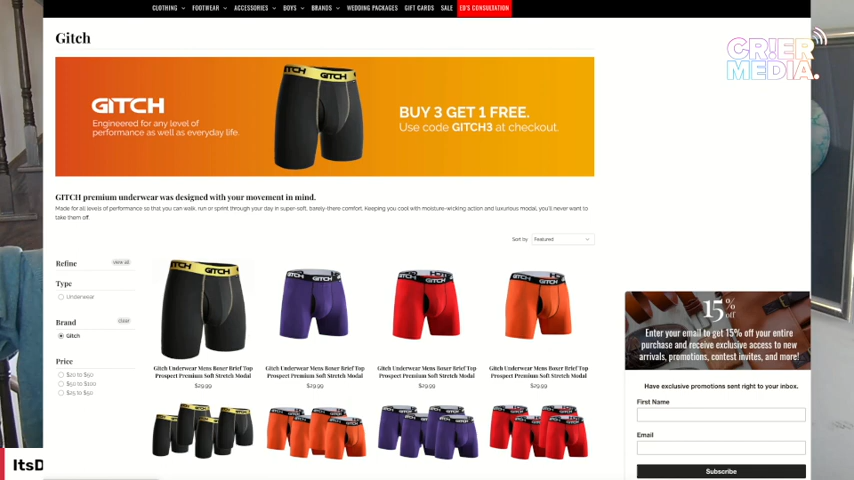 CLOTHING FOOTWEAR ACCESSORIES BOYS BRANDS WEDDING PACKAGES GIFT CARDS SALE ED'S CONSULTATION
Gitch
CR!ER
MEDIA.
GITCH
GITCH
Engineered for any level of
performance as well as everyday life.
BUY 3 GET 1 FREE.
Use code GITCH3 at checkout.
GITCH premium underwear was designed with your movement in mind.
Made for all levels of performance so that you can walk, run or sprint through your day in super-soft, barely-there comfort. Keeping you cool with moisture-wicking action and luxurious modal, you'll never want to
take them off.
Sort by Featured
Refine view all
Type
Underwear
Brand clear
Gitch
Price
$20 to $50
$50 to $100
$25 to $50
GITCH
GITCH
GITCH
GITCH
Gitch Underwear Mens Boxer Brief Top
Prospect Premium Soft Stretch Modal
$29.99
Gitch Underwear Mens Boxer Brief Top
Prospect Premium Soft Stretch Modal
$29.99
Gitch Underwear Mens Boxer Brief Top
Prospect Premium Soft Stretch Modal
$29.99
Gitch Underwear Mens Boxer Brief Top
Prospect Premium Soft Stretch Modal
$29.99
15% off
Enter your email to get 15% off your entire
purchase and receive exclusive access to new
arrivals, promotions, contest invites, and more!
Have exclusive promotions sent right to your inbox.
First Name
Email
Subscribe
ItsD